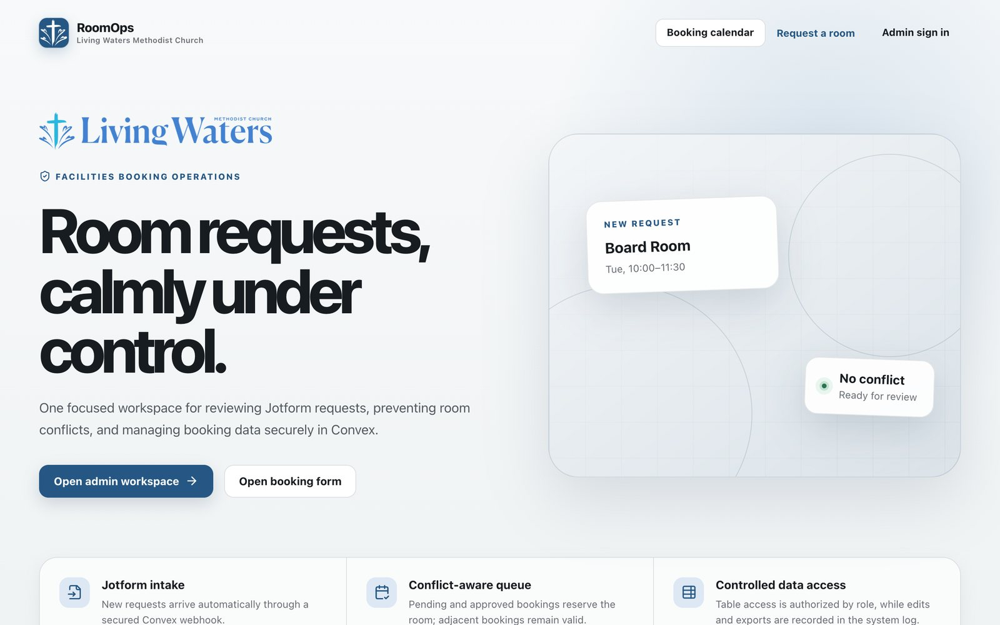 RoomOps
Living Waters Methodist Church
Booking calendar
Request a room
Admin sign in
METHODIST CHURCH
Living Waters
FACILITIES BOOKING OPERATIONS
Room requests,
calmly under
control.
One focused workspace for reviewing Jotform requests, preventing room
conflicts, and managing booking data securely in Convex.
Open admin workspace
Open booking form
NEW REQUEST
Board Room
Tue, 10:00–11:30
No conflict
Ready for review
Jotform intake
New requests arrive automatically through a
secured Convex webhook.
Conflict-aware queue
Pending and approved bookings reserve the
room; adjacent bookings remain valid.
Controlled data access
Table access is authorized by role, while edits
and exports are recorded in the system log.